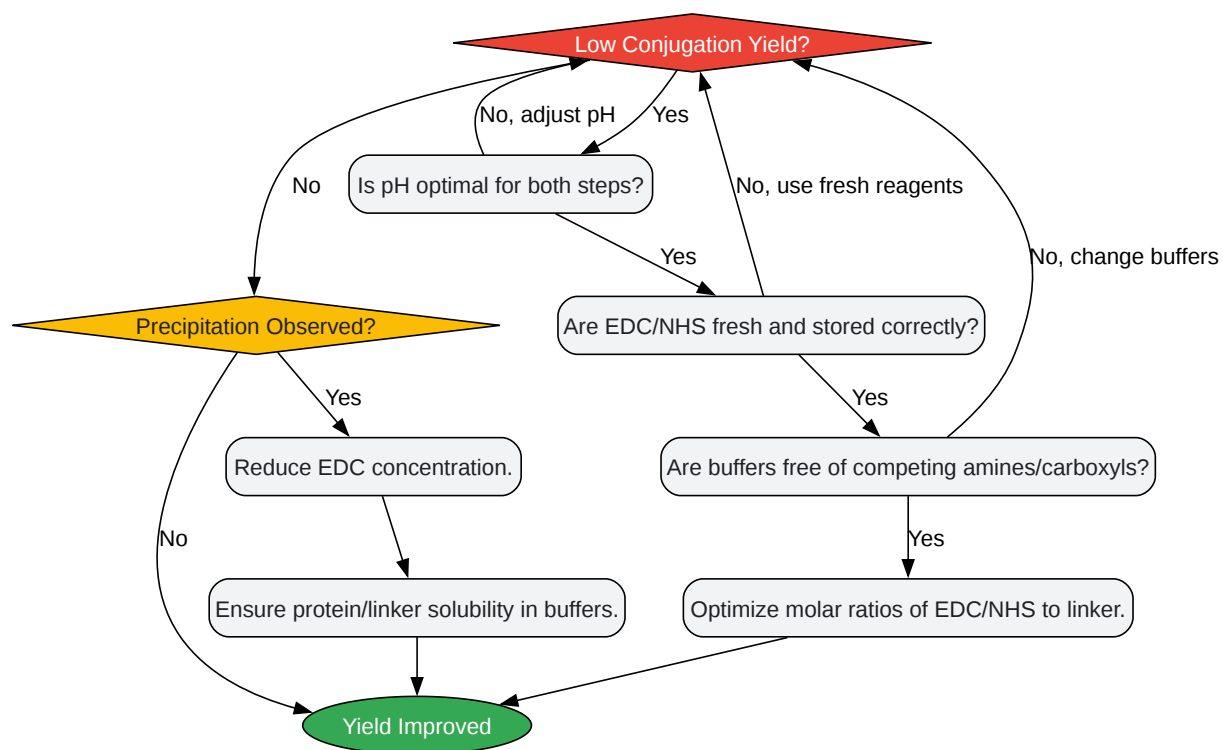 Low Conjugation Yield?
No, adjust pH
Yes
Is pH optimal for both steps?
No
No, use fresh reagents
Yes
No, change buffers
Precipitation Observed?
Are EDC/NHS fresh and stored correctly?
Yes
Yes
Reduce EDC concentration.
Are buffers free of competing amines/carboxyls?
No
Yes
Ensure protein/linker solubility in buffers.
Optimize molar ratios of EDC/NHS to linker.
Yield Improved